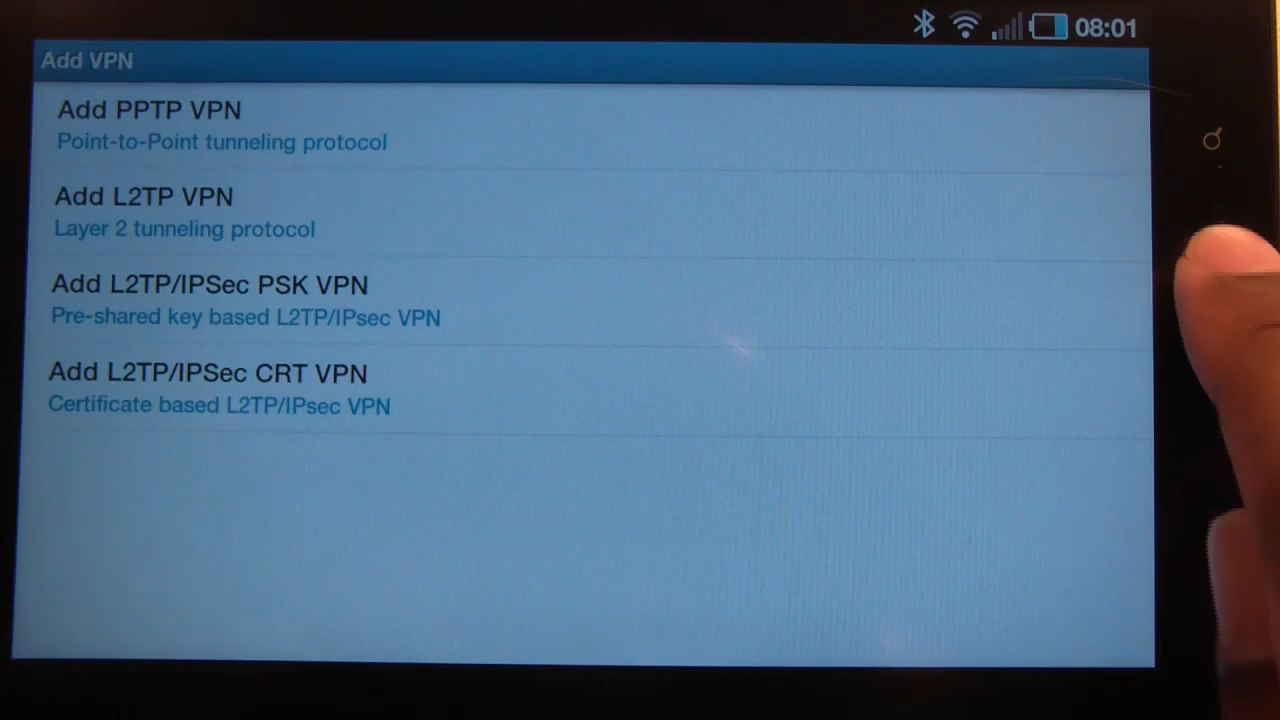 08:01
Add VPN
Add PPTP VPN
Point-to-Point tunneling protocol
Add L2TP VPN
Layer 2 tunneling protocol
Add L2TP/IPSec PSK VPN
Pre-shared key based L2TP/IPsec VPN
Add L2TP/IPSec CRT VPN
Certificate based L2TP/IPsec VPN